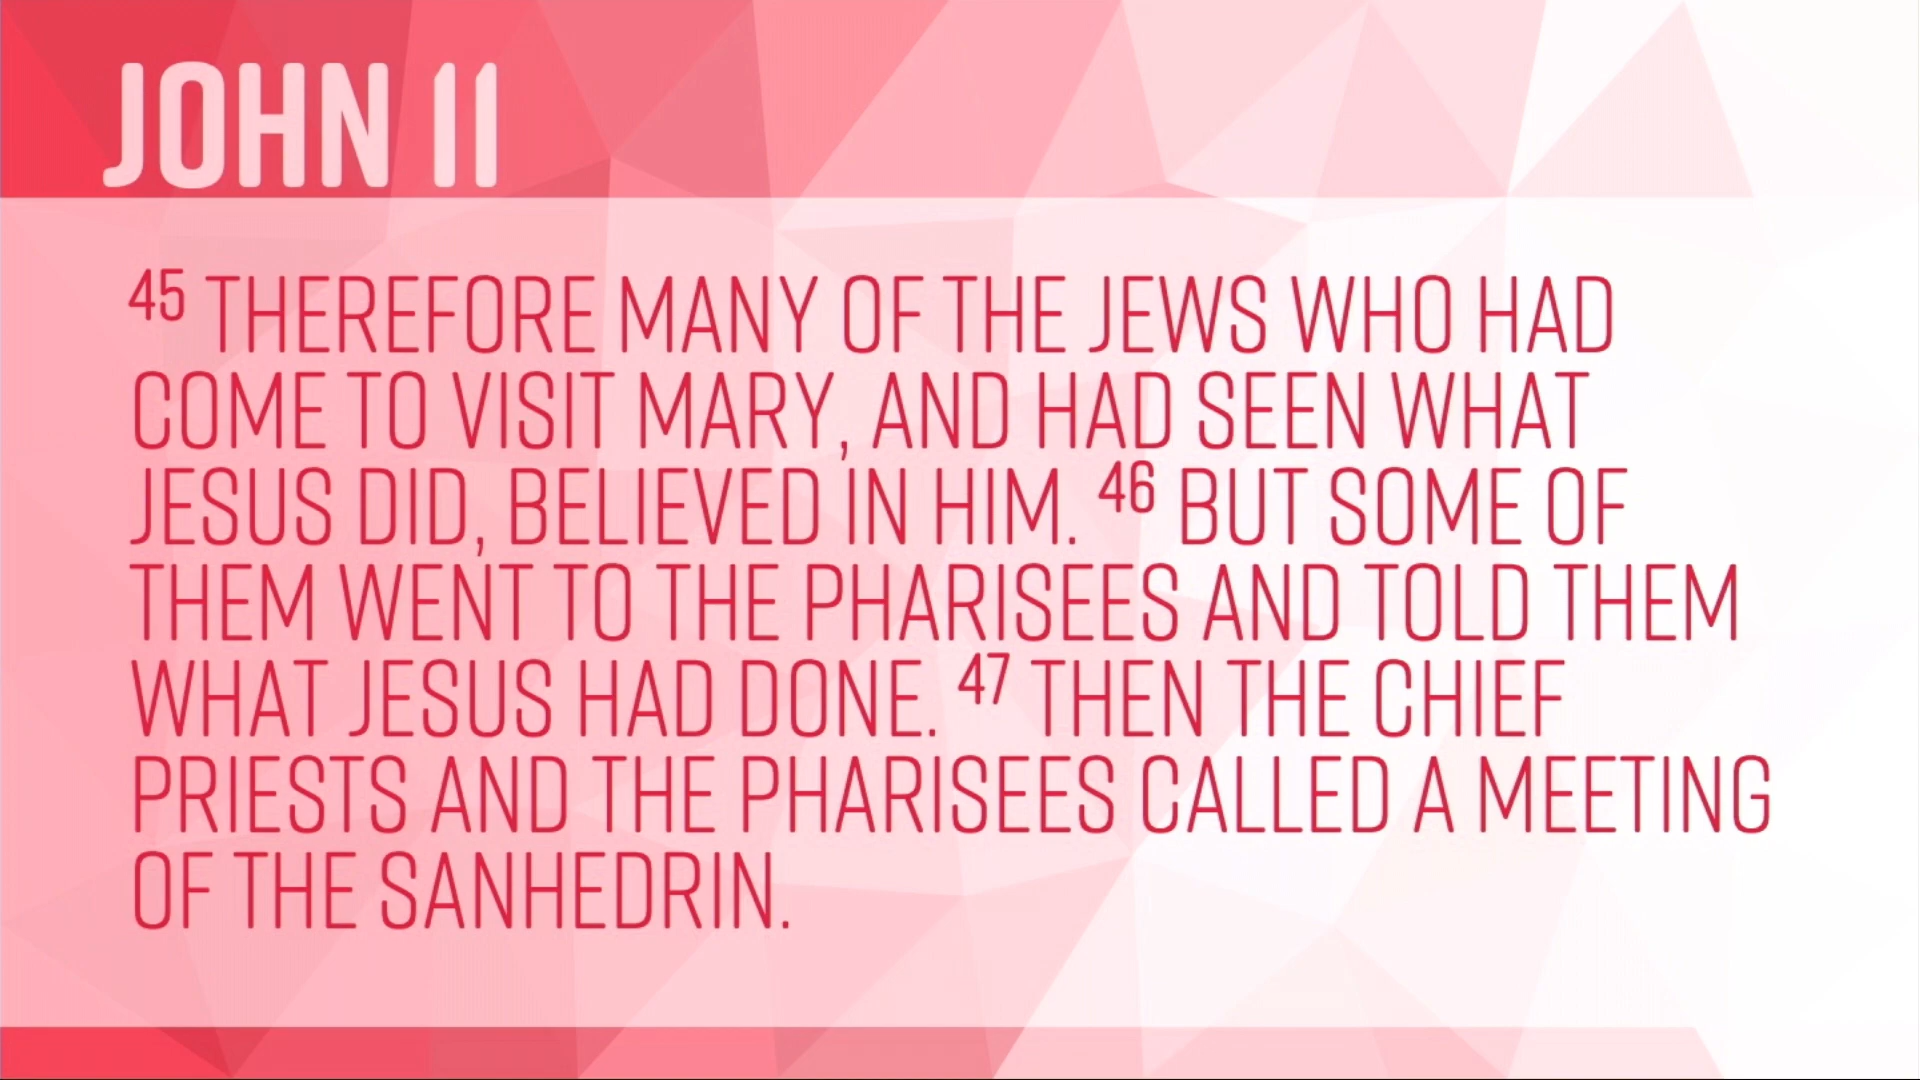 JOHN 11
45 THEREFORE MANY OF THE JEWS WHO HAD
COME TO VISIT MARY, AND HAD SEEN WHAT
JESUS DID, BELIEVED IN HIM. 46 BUT SOME OF
THEM WENT TO THE PHARISEES AND TOLD THEM
WHAT JESUS HAD DONE. 47 THEN THE CHIEF
PRIESTS AND THE PHARISEES CALLED A MEETING
OF THE SANHEDRIN.